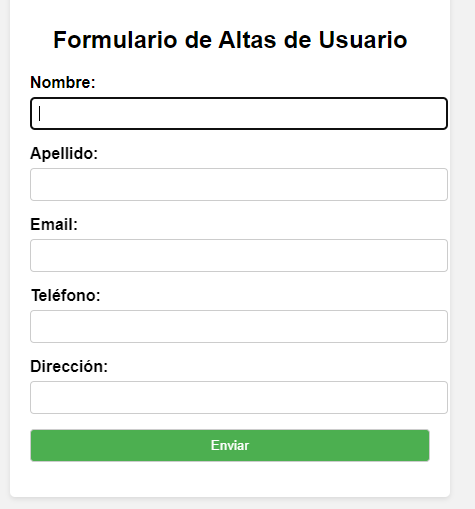 Formulario de Altas de Usuario
Nombre:
Apellido:
Email:
Teléfono:
Dirección:
Enviar